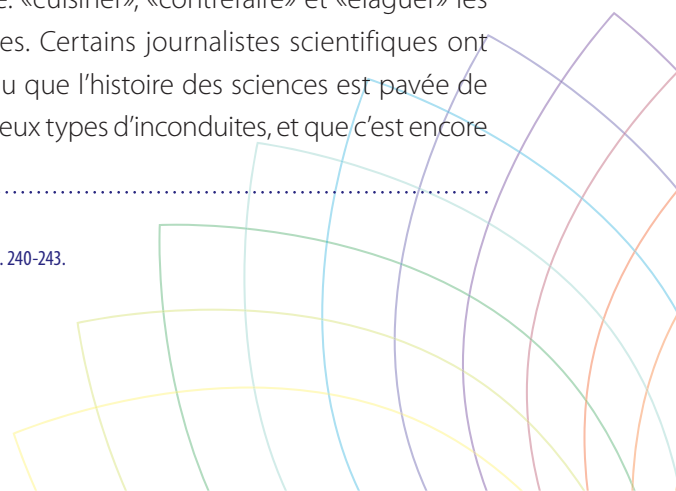 «cuisiner», «contrefaire» et «élaguer» les
es. Certains journalistes scientifiques ont
u que l’histoire des sciences est pavée de
eux types d’inconduites, et que c’est encore
. 240-243.